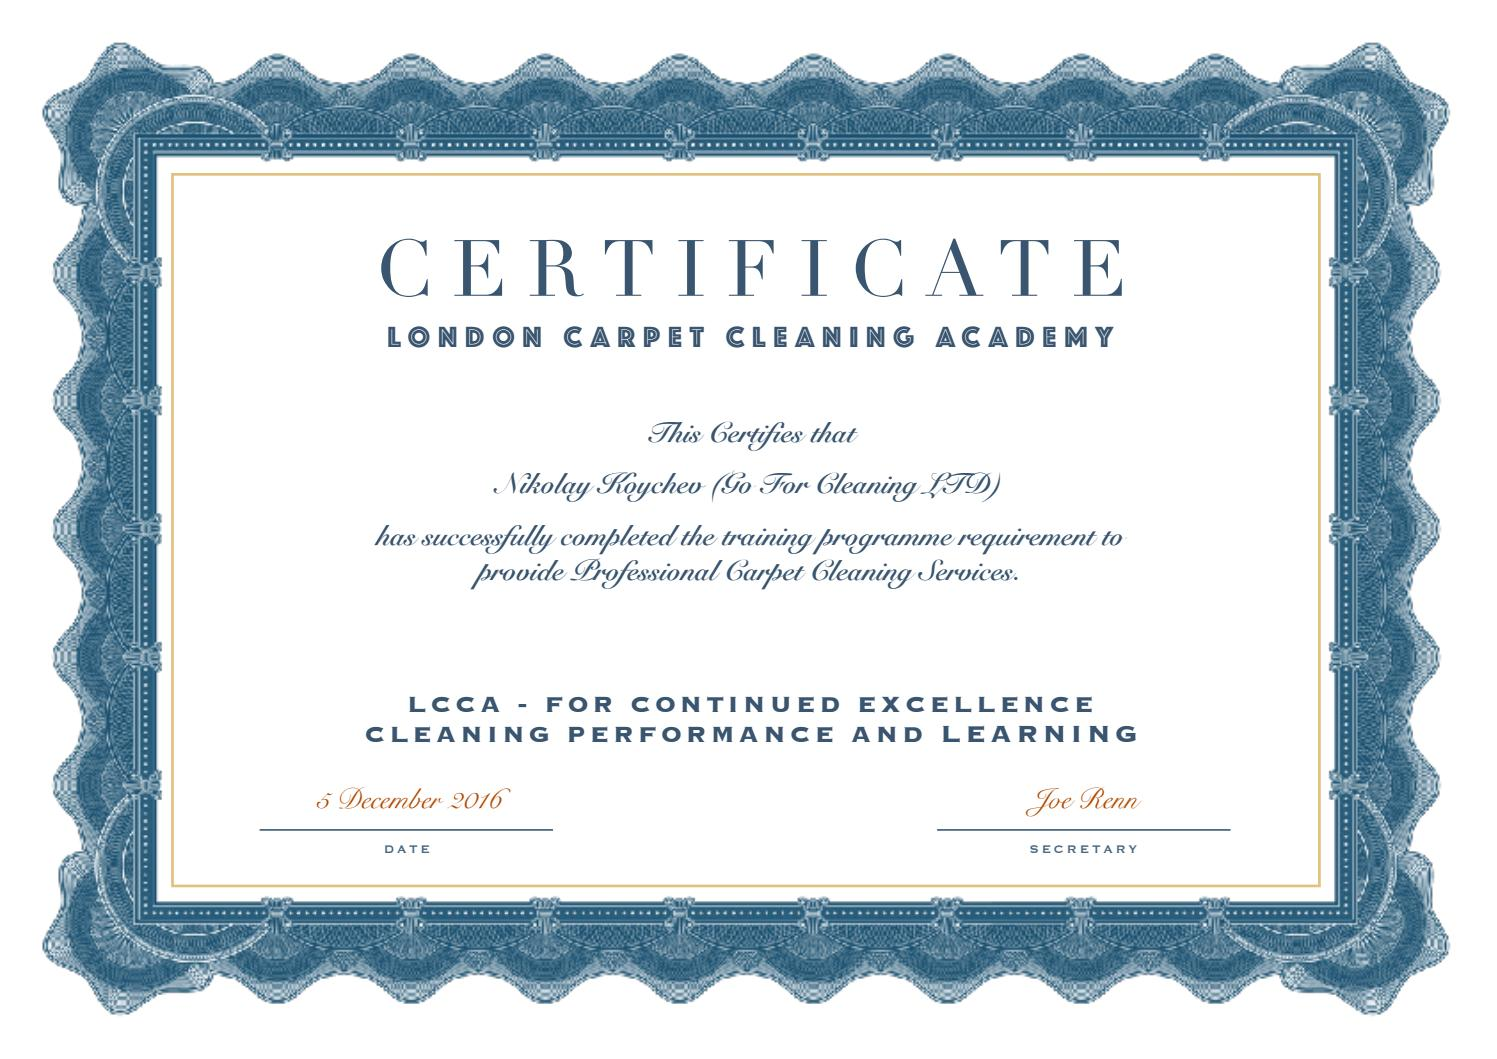 CERTIFICATE
LONDON CARPET CLEANING ACADEMY
This Certifies that
Nikolay Koychev (Go For Cleaning LTD)
has successfully completed the training programme requirement to
provide Professional Carpet Cleaning Services.
LCCA - FOR CONTINUED EXCELLENCE
CLEANING PERFORMANCE AND LEARNING
5 December 2016
Joe Renn
DATE
SECRETARY